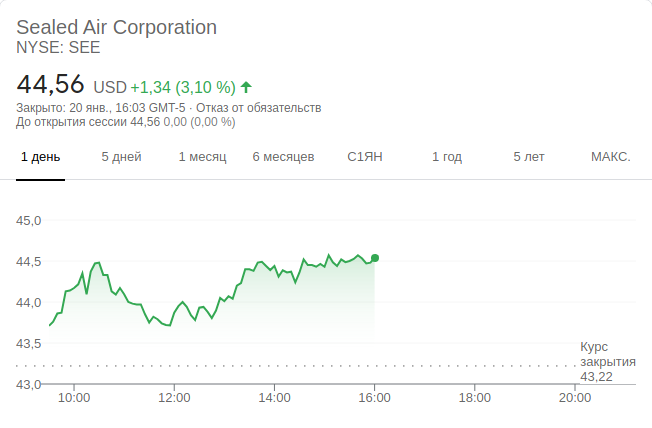 Sealed Air Corporation
NYSE: SEE
44,56 USD +1,34 (3,10 %)
Закрыто: 20 янв., 16:03 GMT-5 · Отказ от обязательств
До открытия сессии 44,56 0,00 (0,00 %)
1 день 5 дней 1 месяц 6 месяцев С1ЯН 1 год 5 лет МАКС.
45,0
44,5
44,0
43,5
Курс
закрытия
43,22
43,0
10:00 12:00 14:00 16:00 18:00 20:00